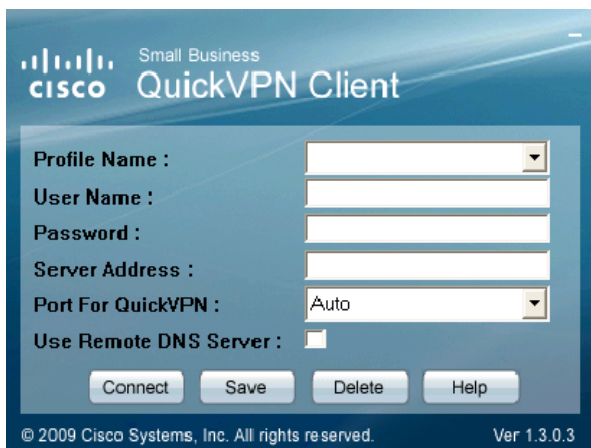 Small Business
CISCO QuickVPN Client
Profile Name :
User Name :
Password :
Server Address :
Port For QuickVPN : Auto
Use Remote DNS Server :
Connect Save Delete Help
© 2009 Cisco Systems, Inc. All rights reserved. Ver 1.3.0.3